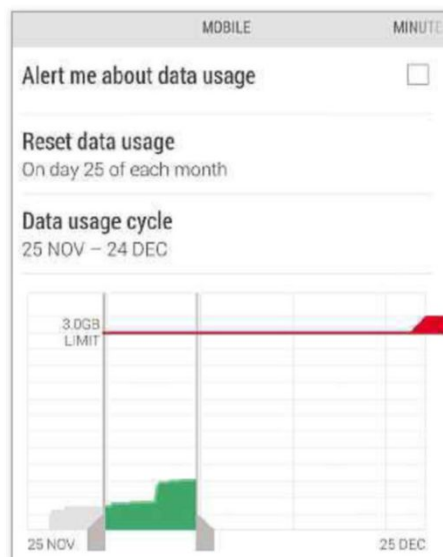 MOBILE
Alert me about data usage
Reset data usage
On day 25 of each month
Data usage cycle
25 NOV – 24 DEC
3.0GB
LIMIT
25 NOV
25 DEC